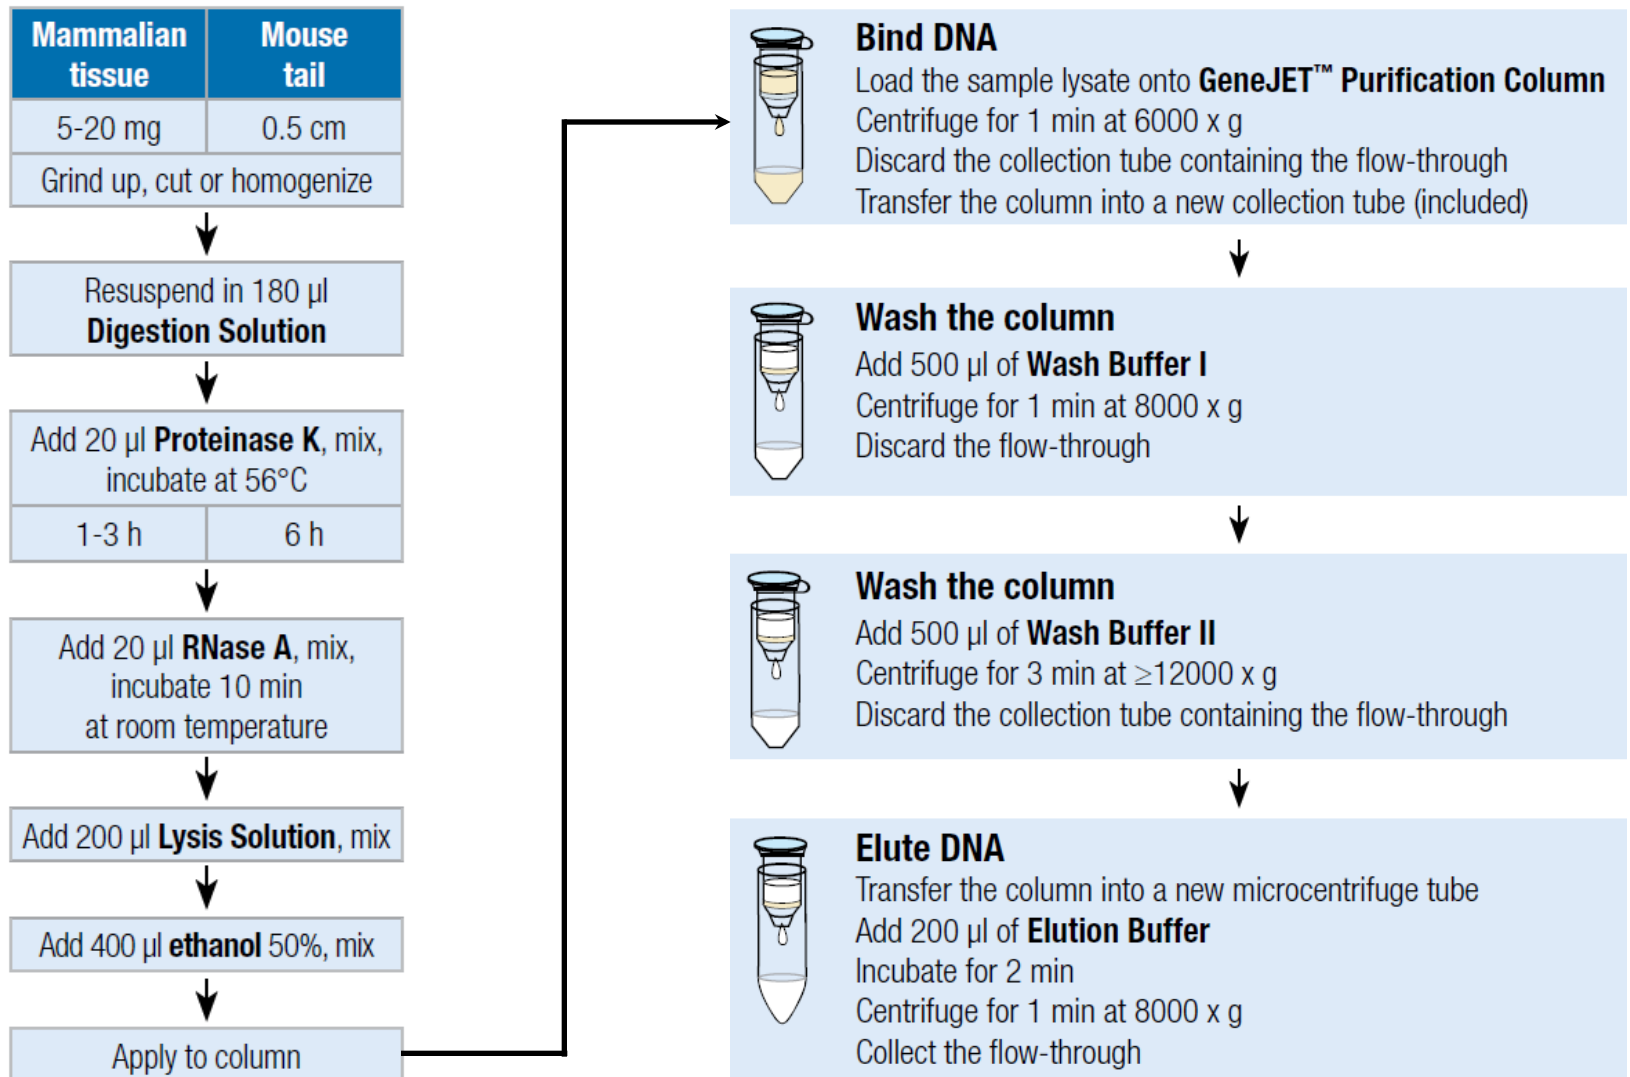 Mammalian tissue
Mouse tail
5-20 mg
0.5 cm
Grind up, cut or homogenize
Resuspend in 180 µl
Digestion Solution
Add 20 µl Proteinase K, mix,
incubate at 56°C
1-3 h
6 h
Add 20 µl RNase A, mix,
incubate 10 min
at room temperature
Add 200 µl Lysis Solution, mix
Add 400 µl ethanol 50%, mix
Apply to column
Bind DNA
Load the sample lysate onto GeneJET™ Purification Column
Centrifuge for 1 min at 6000 x g
Discard the collection tube containing the flow-through
Transfer the column into a new collection tube (included)
Wash the column
Add 500 µl of Wash Buffer I
Centrifuge for 1 min at 8000 x g
Discard the flow-through
Wash the column
Add 500 µl of Wash Buffer II
Centrifuge for 3 min at ≥12000 x g
Discard the collection tube containing the flow-through
Elute DNA
Transfer the column into a new microcentrifuge tube
Add 200 µl of Elution Buffer
Incubate for 2 min
Centrifuge for 1 min at 8000 x g
Collect the flow-through